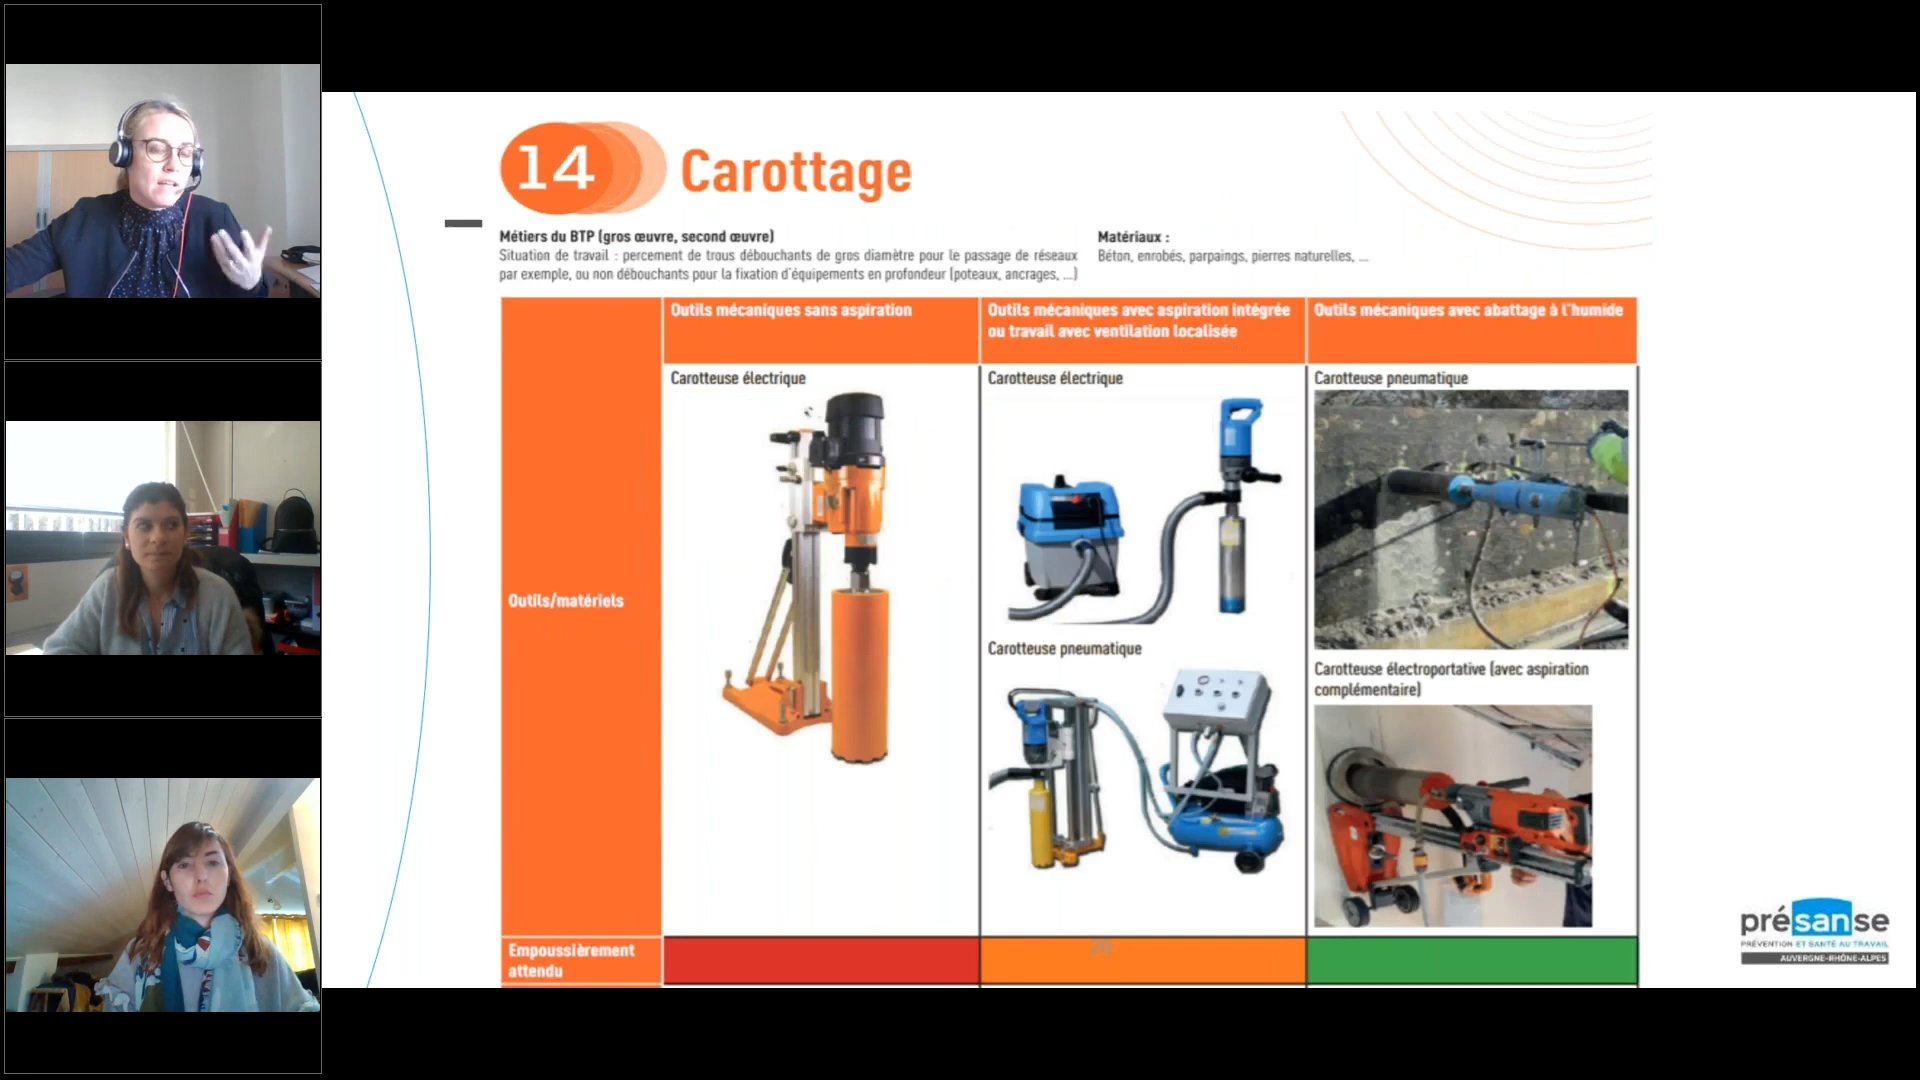 14 Carottage
Métiers du BTP (gros œuvre, second œuvre)
Situation de travail : percement de trous débouchants de gros diamètre pour le passage de réseaux
par exemple, ou non débouchants pour la fixation d'équipements en profondeur (poteaux, ancrages, ...)
Matériaux :
Béton, enrobés, parpaings, pierres naturelles, ...
Outils mécaniques sans aspiration
Outils mécaniques avec aspiration intégrée
ou travail avec ventilation localisée
Outils mécaniques avec abattage à l'humide
Outils/matériels
Carotteuse électrique
Carotteuse électrique
Carotteuse pneumatique
Carotteuse pneumatique
Carotteuse électroportative (avec aspiration
complémentaire)
Empoussièrement
attendu
présanse
PRÉVENTION ET SANTÉ AU TRAVAIL
AUVERGNE-RHÔNE-ALPES